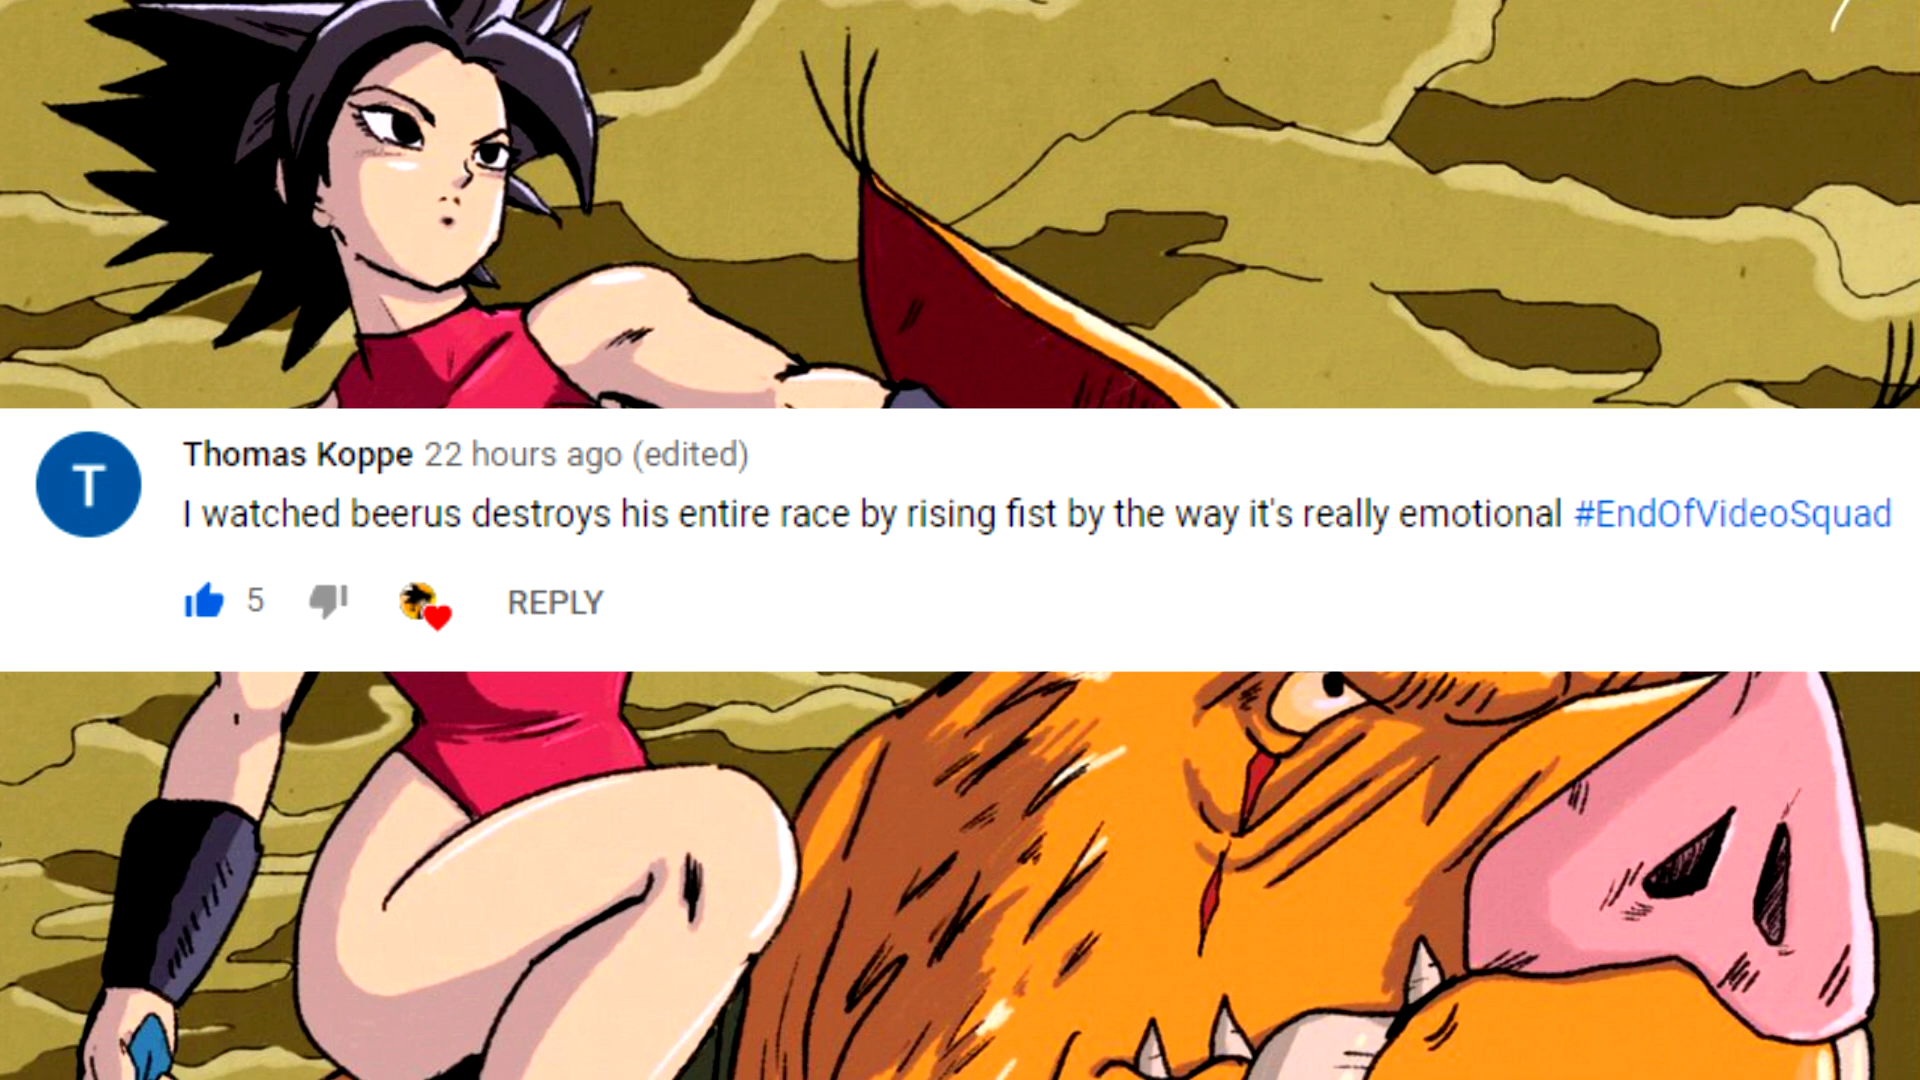 T
Thomas Koppe 22 hours ago (edited)
I watched beerus destroys his entire race by rising fist by the way it's really emotional #EndOfVideoSquad
5 REPLY